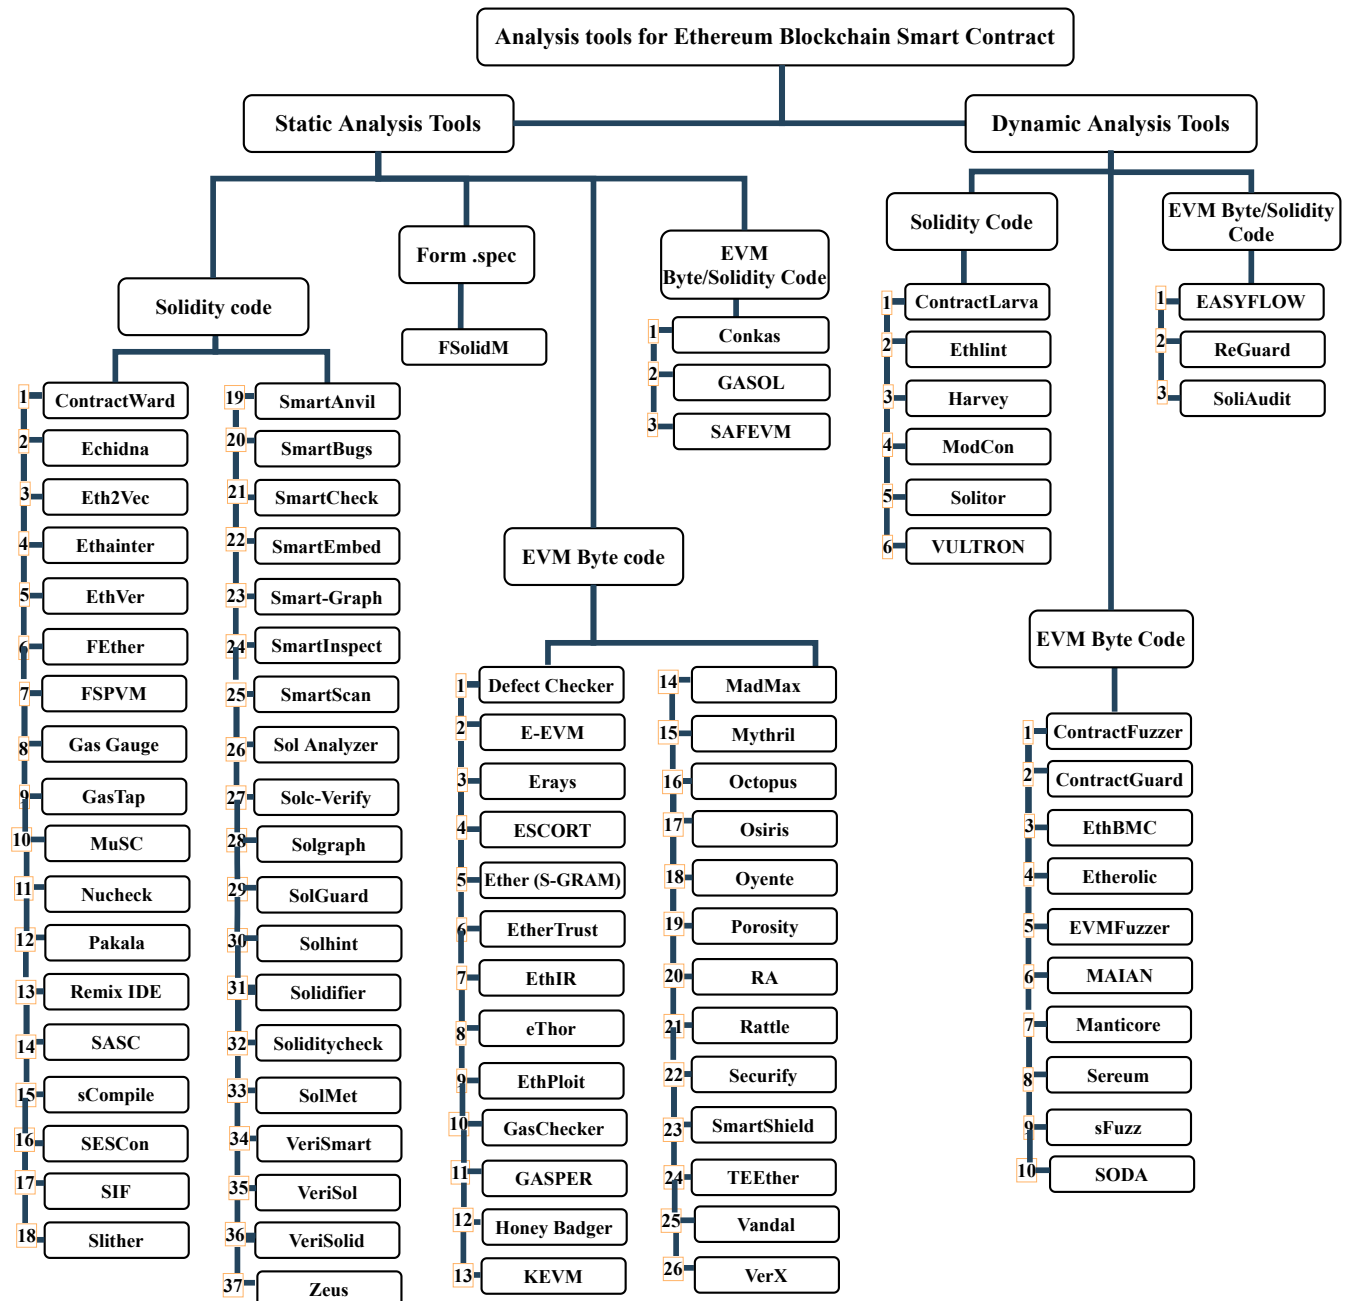 Analysis tools for Ethereum Blockchain Smart Contract
Static Analysis Tools
Dynamic Analysis Tools
Solidity code
1 ContractWard
2 Echidna
3 Eth2Vec
4 Ethainter
5 EthVer
6 FEther
7 FSPVM
8 Gas Gauge
9 GasTap
10 MuSC
11 Nucheck
12 Pakala
13 Remix IDE
14 SASC
15 sCompile
16 SESCon
17 SIF
18 Slither
19 SmartAnvil
20 SmartBugs
21 SmartCheck
22 SmartEmbed
23 Smart-Graph
24 SmartInspect
25 SmartScan
26 Sol Analyzer
27 Solc-Verify
28 Solgraph
29 SolGuard
30 Solhint
31 Solidifier
32 Soliditycheck
33 SolMet
34 VeriSmart
35 VeriSol
36 VeriSolid
37 Zeus
Form .spec
FSolidM
EVM Byte code
1 Defect Checker
2 E-EVM
3 Erays
4 ESCORT
5 Ether (S-GRAM)
6 EtherTrust
7 EthIR
8 eThor
9 EthPloit
10 GasChecker
11 GASPER
12 Honey Badger
13 KEVM
14 MadMax
15 Mythril
16 Octopus
17 Osiris
18 Oyente
19 Porosity
20 RA
21 Rattle
22 Securify
23 SmartShield
24 TEEther
25 Vandal
26 VerX
EVM
Byte/Solidity Code
1 Conkas
2 GASOL
3 SAFEVM
Solidity Code
1 ContractLarva
2 Ethlint
3 Harvey
4 ModCon
5 Solitor
6 VULTRON
EVM Byte Code
1 ContractFuzzer
2 ContractGuard
3 EthBMC
4 Etherolic
5 EVMFuzzer
6 MAIAN
7 Manticore
8 Sereum
9 sFuzz
10 SODA
EVM Byte/Solidity
Code
1 EASYFLOW
2 ReGuard
3 SoliAudit